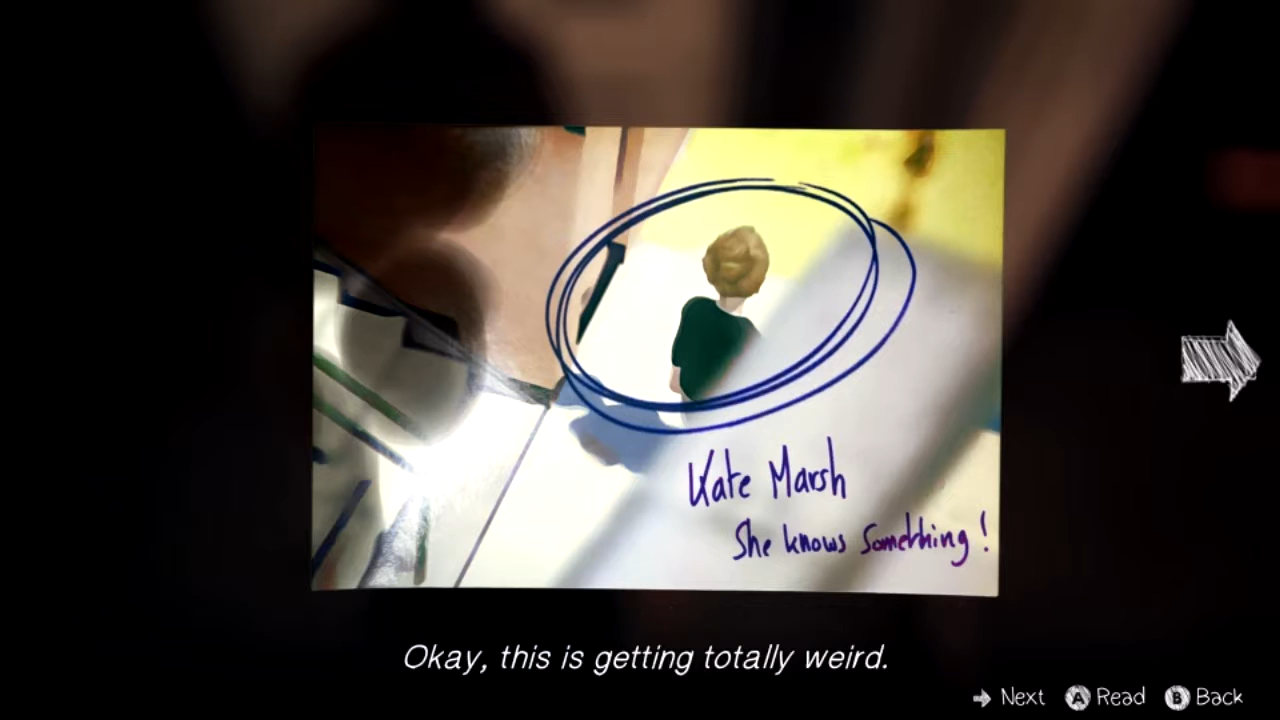 Kate Marsh
She knows something!
Okay, this is getting totally weird.
Next A Read B Back